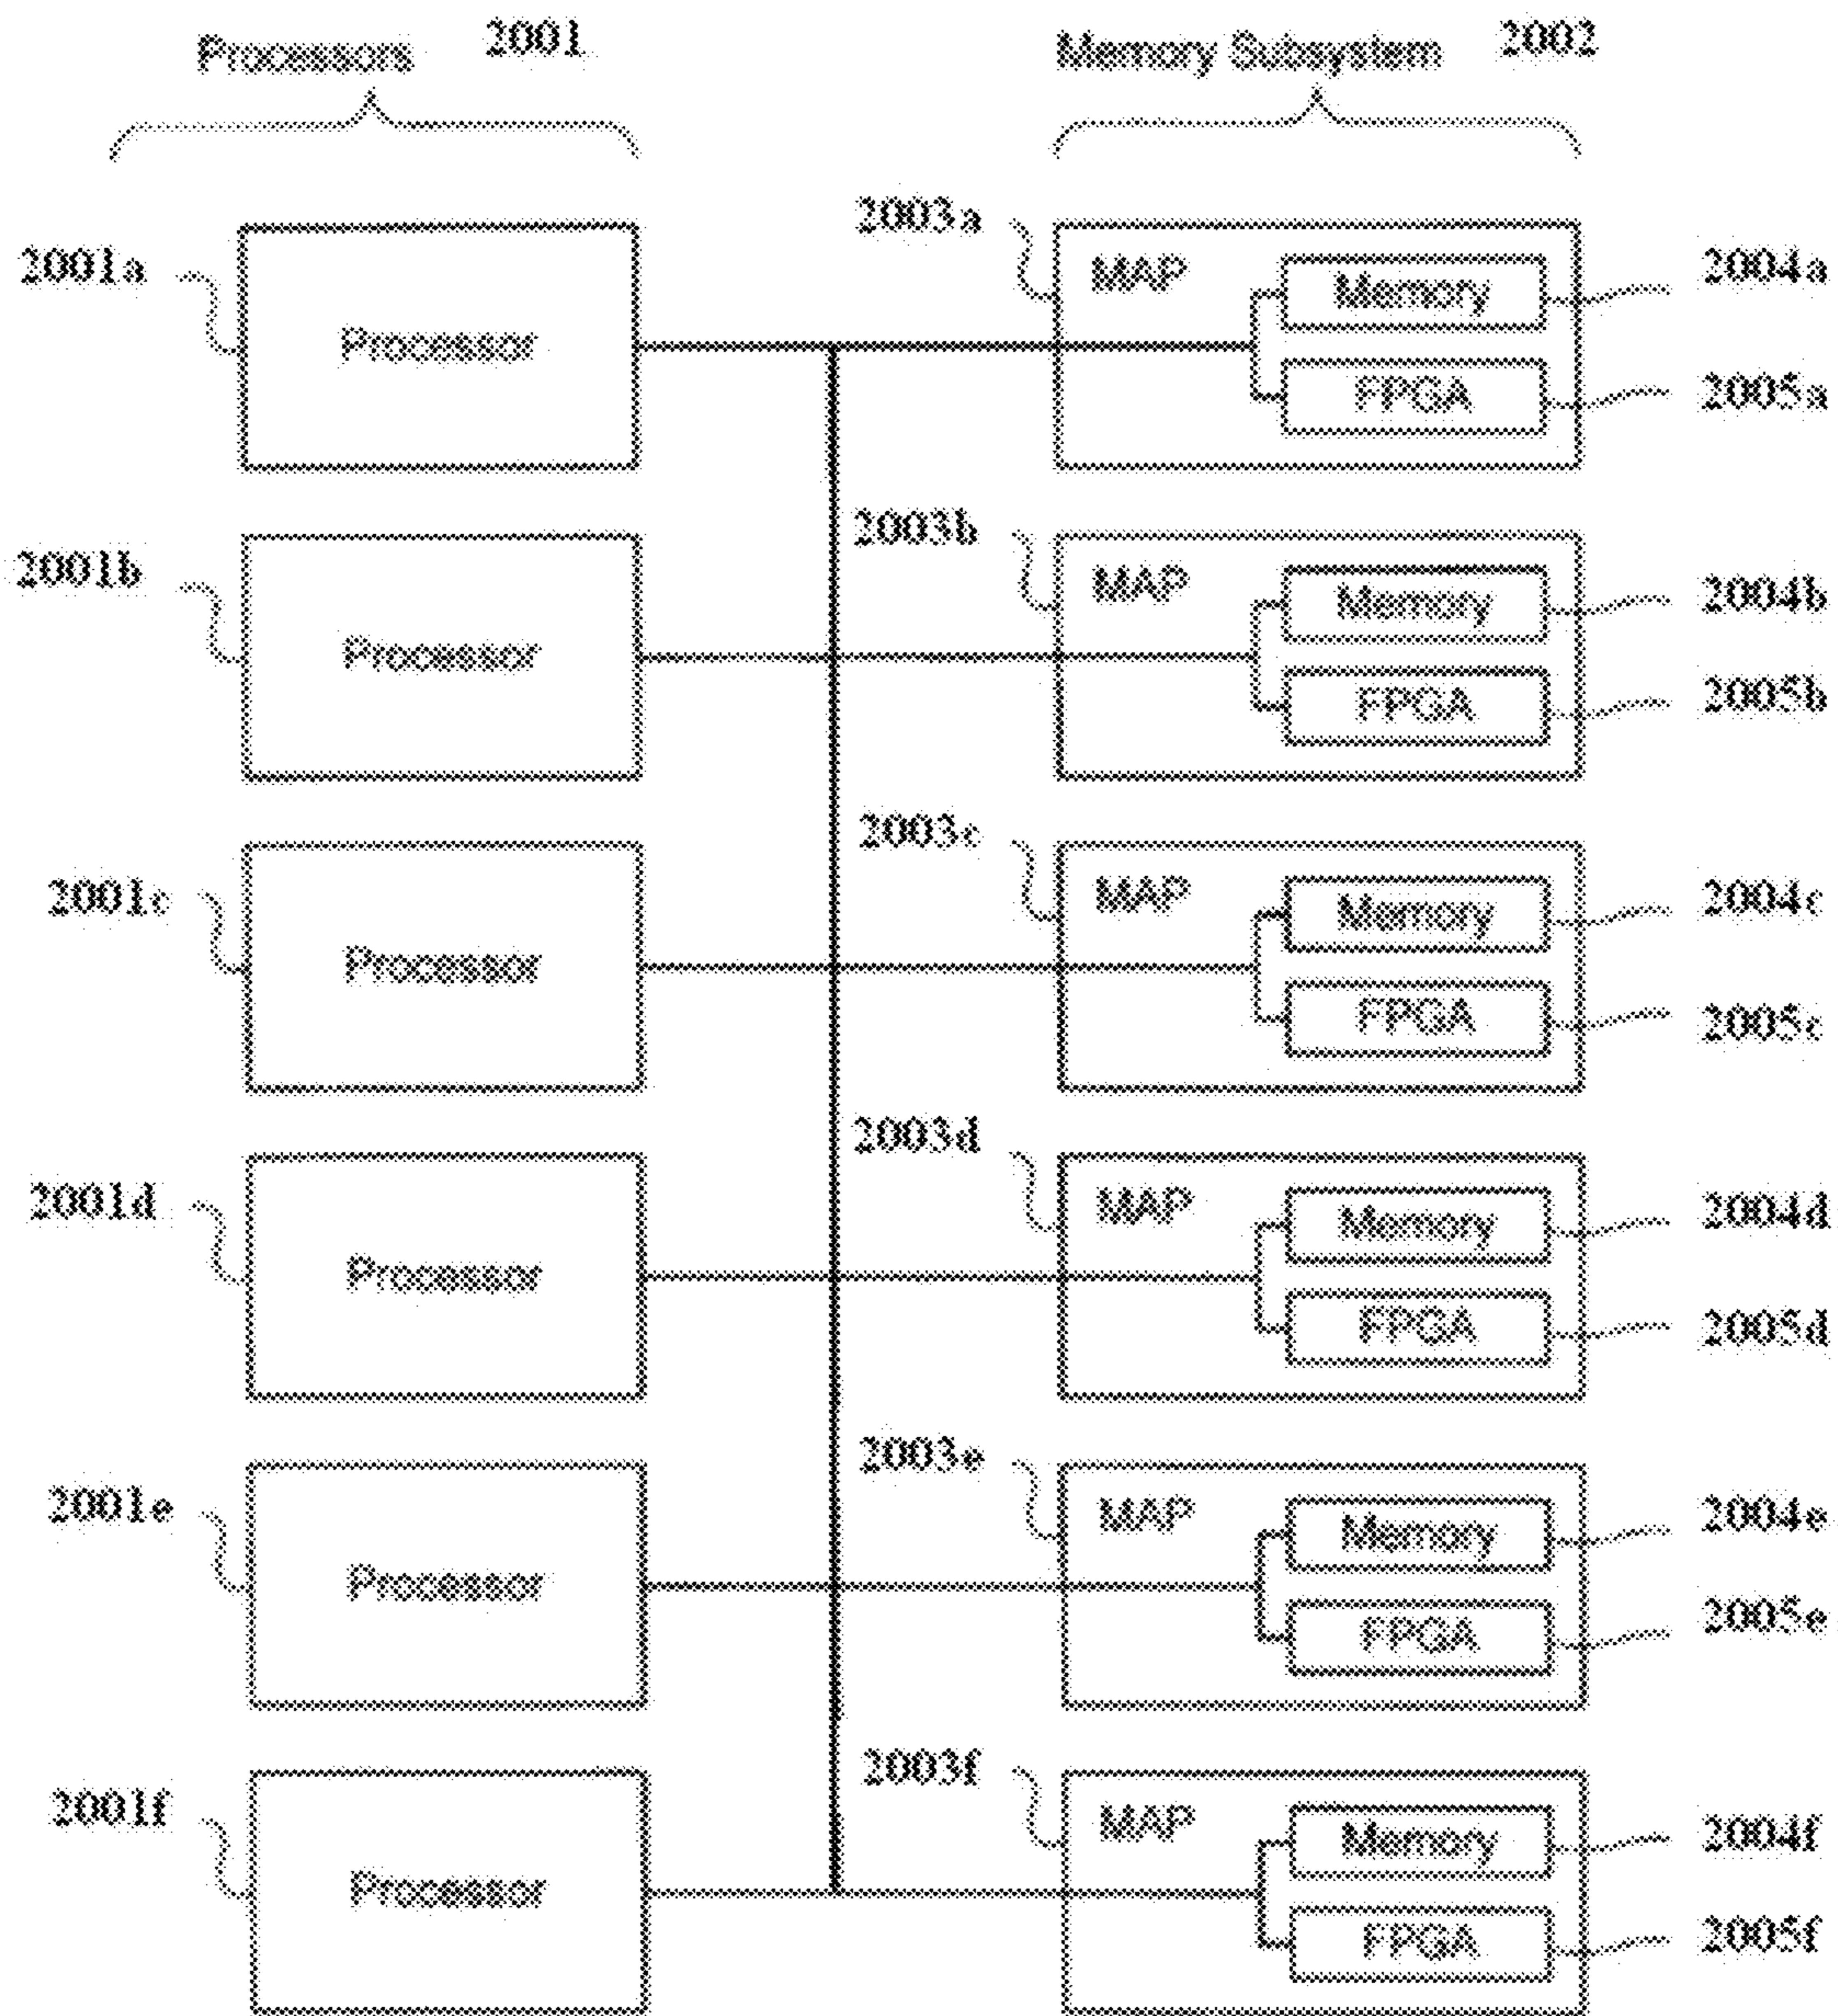 Processors 2001
Memory Subsystem 2002
2001a
Processor
2003a
MAP
Memory
2004a
FPGA
2005a
2001b
Processor
2003b
MAP
Memory
2004b
FPGA
2005b
2001c
Processor
2003c
MAP
Memory
2004c
FPGA
2005c
2001d
Processor
2003d
MAP
Memory
2004d
FPGA
2005d
2001e
Processor
2003e
MAP
Memory
2004e
FPGA
2005e
2001f
Processor
2003f
MAP
Memory
2004f
FPGA
2005f